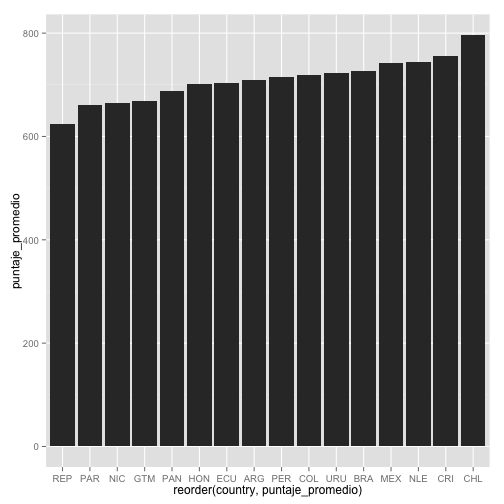 puntaje_promedio
800
600
400
200
0
REP PAR NIC GTM PAN HON ECU ARG PER COL URU BRA MEX NLE CRI CHL
reorder(country, puntaje_promedio)